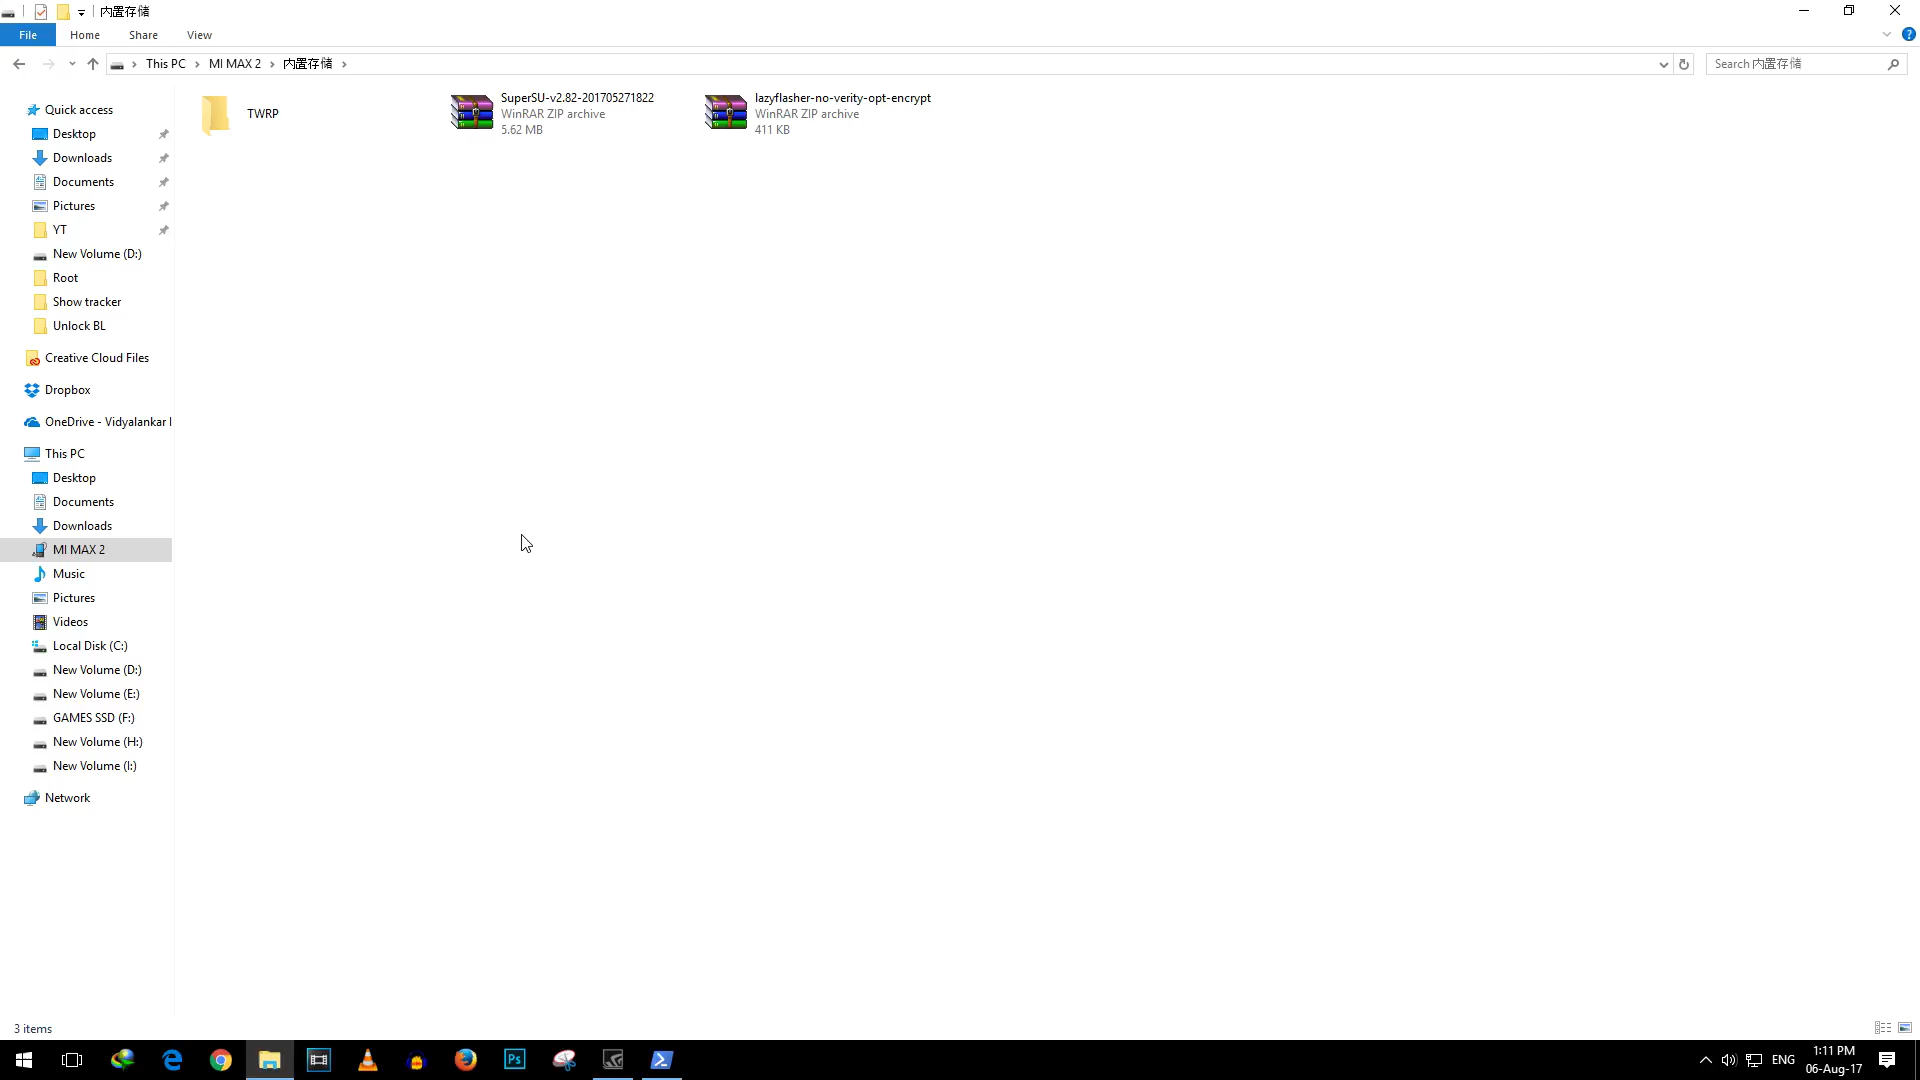 内置存储
File Home Share View
This PC MI MAX 2 内置存储
Search 内置存储
Quick access
Desktop
Downloads
Documents
Pictures
YT
New Volume (D:)
Root
Show tracker
Unlock BL
Creative Cloud Files
Dropbox
OneDrive - Vidyalankar I
This PC
Desktop
Documents
Downloads
MI MAX 2
Music
Pictures
Videos
Local Disk (C:)
New Volume (D:)
New Volume (E:)
GAMES SSD (F:)
New Volume (H:)
New Volume (I:)
Network
TWRP
SuperSU-v2.82-201705271822
WinRAR ZIP archive
5.62 MB
lazyflasher-no-verity-opt-encrypt
WinRAR ZIP archive
411 KB
3 items
Ps
ENG
1:11 PM
06-Aug-17